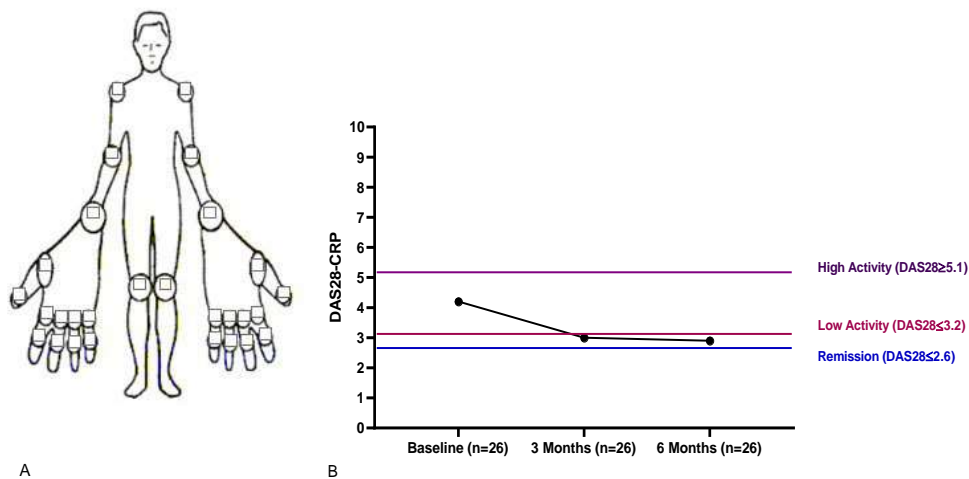 10
9
8
7
6
5
4
3
2
1
0
DAS28-CRP
High Activity (DAS28≥5.1)
Low Activity (DAS28≤3.2)
Remission (DAS28≤2.6)
Baseline (n=26)
3 Months (n=26)
6 Months (n=26)
A
B